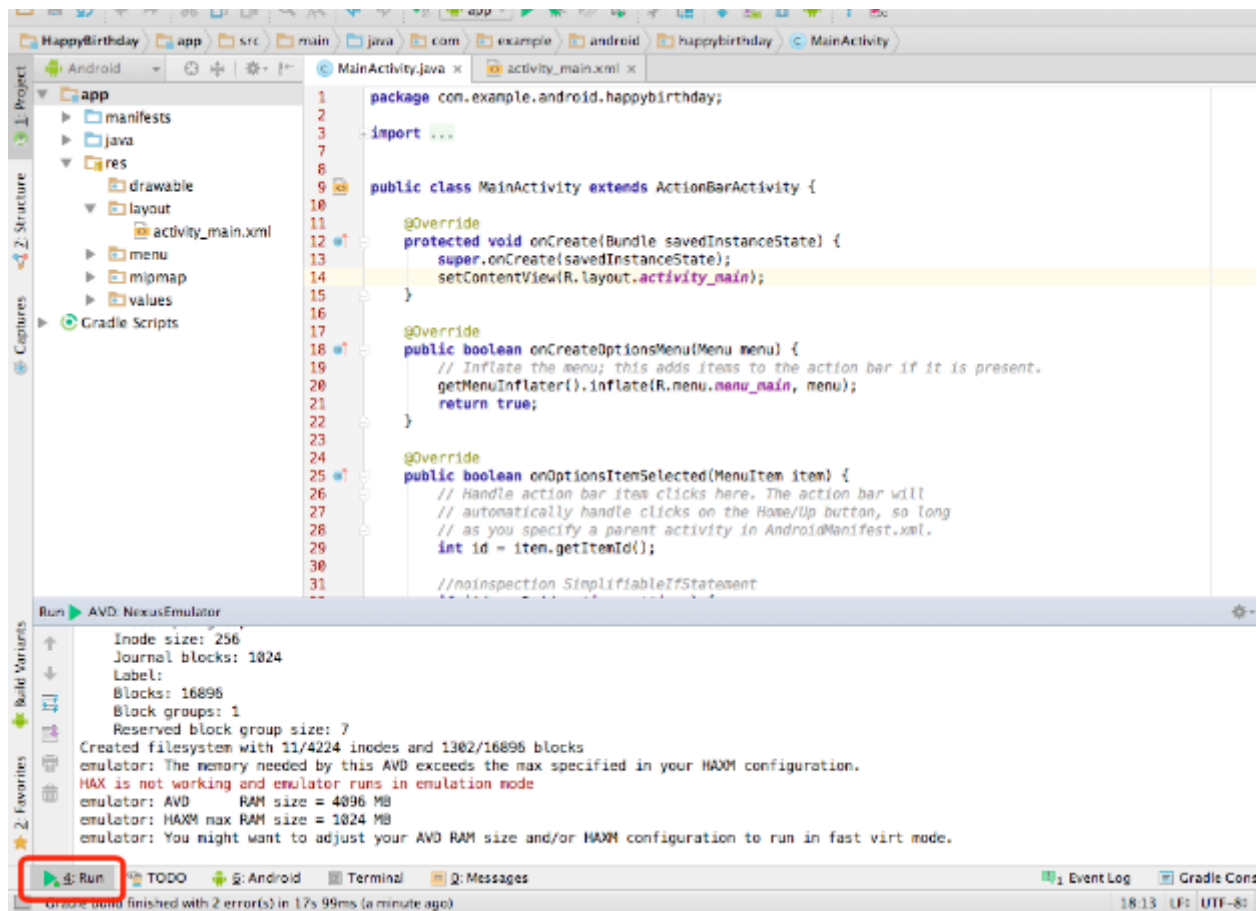 app
HappyBirthday app src main java com example android happybirthday MainActivity
Android
MainActivity.java
activity_main.xml
1: Project
2: Structure
Captures
Build Variants
2: Favorites
app
manifests
java
res
drawable
layout
activity_main.xml
menu
mipmap
values
Gradle Scripts
1 package com.example.android.happybirthday;
2
3 import ...
7
8
9 public class MainActivity extends ActionBarActivity {
10
11 @Override
12 protected void onCreate(Bundle savedInstanceState) {
13 super.onCreate(savedInstanceState);
14 setContentView(R.layout.activity_main);
15 }
16
17 @Override
18 public boolean onCreateOptionsMenu(Menu menu) {
19 // Inflate the menu; this adds items to the action bar if it is present.
20 getMenuInflater().inflate(R.menu.menu_main, menu);
21 return true;
22 }
23
24 @Override
25 public boolean onOptionsItemSelected(MenuItem item) {
26 // Handle action bar item clicks here. The action bar will
27 // automatically handle clicks on the Home/Up button, so long
28 // as you specify a parent activity in AndroidManifest.xml.
29 int id = item.getItemId();
30
31 //noinspection SimplifiableIfStatement
Run AVD: NexusEmulator
Inode size: 256
Journal blocks: 1024
Label:
Blocks: 16896
Block groups: 1
Reserved block group size: 7
Created filesystem with 11/4224 inodes and 1302/16896 blocks
emulator: The memory needed by this AVD exceeds the max specified in your HAXM configuration.
HAX is not working and emulator runs in emulation mode
emulator: AVD RAM size = 4096 MB
emulator: HAXM max RAM size = 1024 MB
emulator: You might want to adjust your AVD RAM size and/or HAXM configuration to run in fast virt mode.
4: Run TODO 6: Android Terminal 0: Messages 1 Event Log Gradle Cons
Gradle build finished with 2 error(s) in 17s 99ms (a minute ago) 18:13 LF: UTF-8: